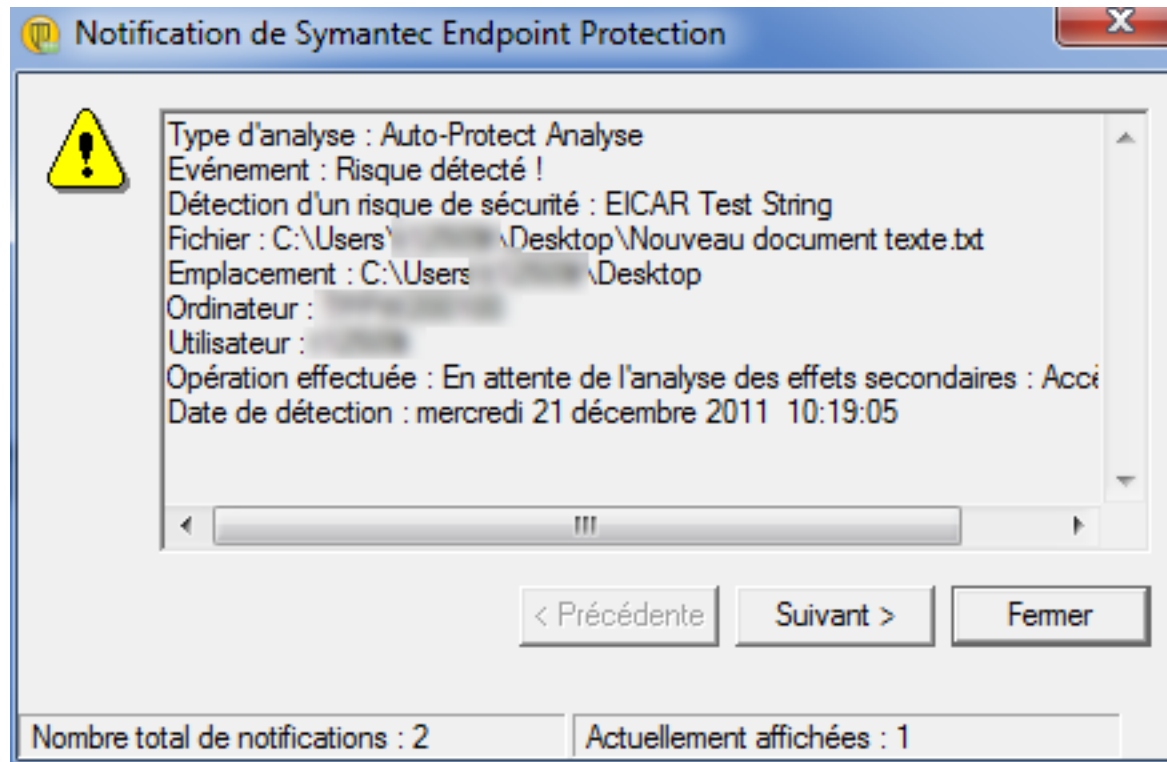 Notification de Symantec Endpoint Protection
Type d'analyse : Auto-Protect Analyse
Evénement : Risque détecté !
Détection d'un risque de sécurité : EICAR Test String
Fichier : C:\Users\ \Desktop\Nouveau document texte.txt
Emplacement : C:\Users \Desktop
Ordinateur :
Utilisateur :
Opération effectuée : En attente de l'analyse des effets secondaires : Accè
Date de détection : mercredi 21 décembre 2011 10:19:05
< Précédente
Suivant >
Fermer
Nombre total de notifications : 2
Actuellement affichées : 1